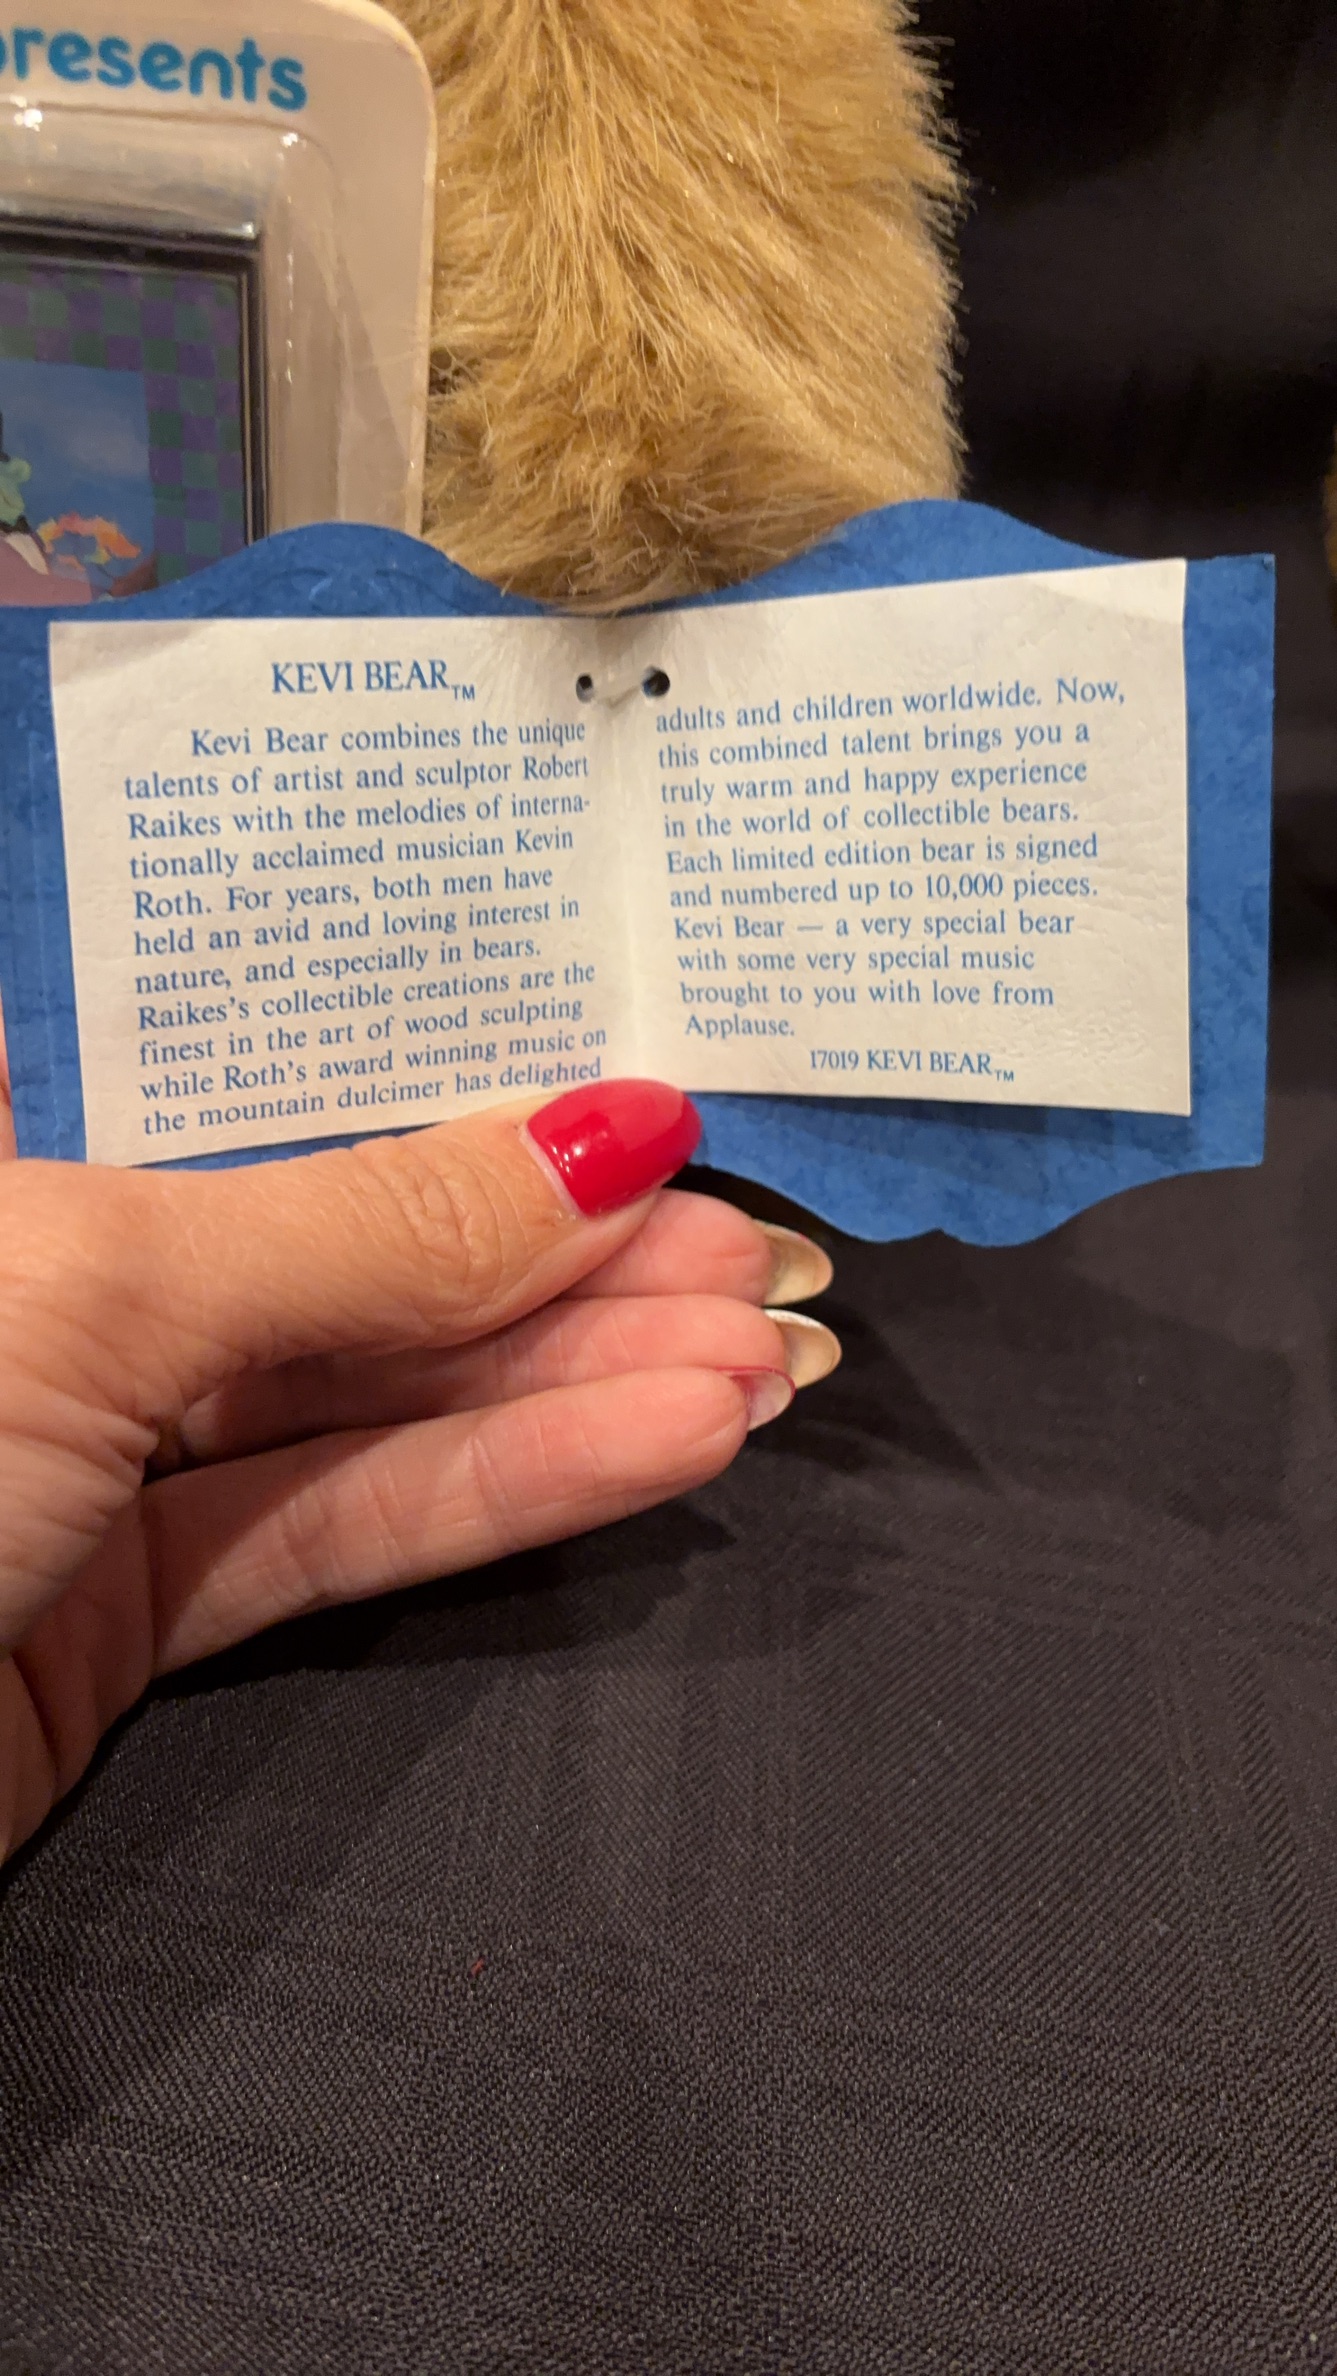 presents
KEVI BEAR™
Kevi Bear combines the unique
talents of artist and sculptor Robert
Raikes with the melodies of interna-
tionally acclaimed musician Kevin
Roth. For years, both men have
held an avid and loving interest in
nature, and especially in bears.
Raikes's collectible creations are the
finest in the art of wood sculpting
while Roth's award winning music on
the mountain dulcimer has delighted
adults and children worldwide. Now,
this combined talent brings you a
truly warm and happy experience
in the world of collectible bears.
Each limited edition bear is signed
and numbered up to 10,000 pieces.
Kevi Bear — a very special bear
with some very special music
brought to you with love from
Applause.
17019 KEVI BEAR™